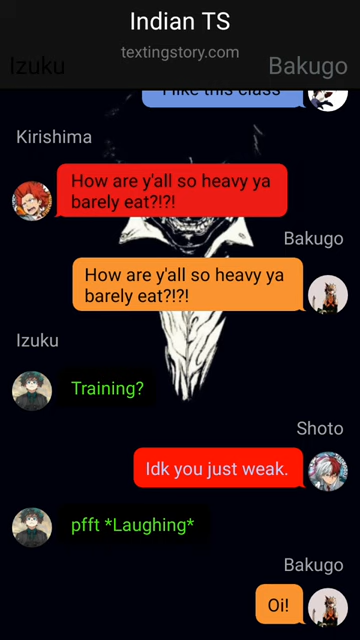 Indian TS
textingstory.com
Izuku
Bakugo
I like this class
Kirishima
How are y'all so heavy ya
barely eat?!?!
Bakugo
How are y'all so heavy ya
barely eat?!?!
Izuku
Training?
Shoto
Idk you just weak.
pfft *Laughing*
Bakugo
Oi!